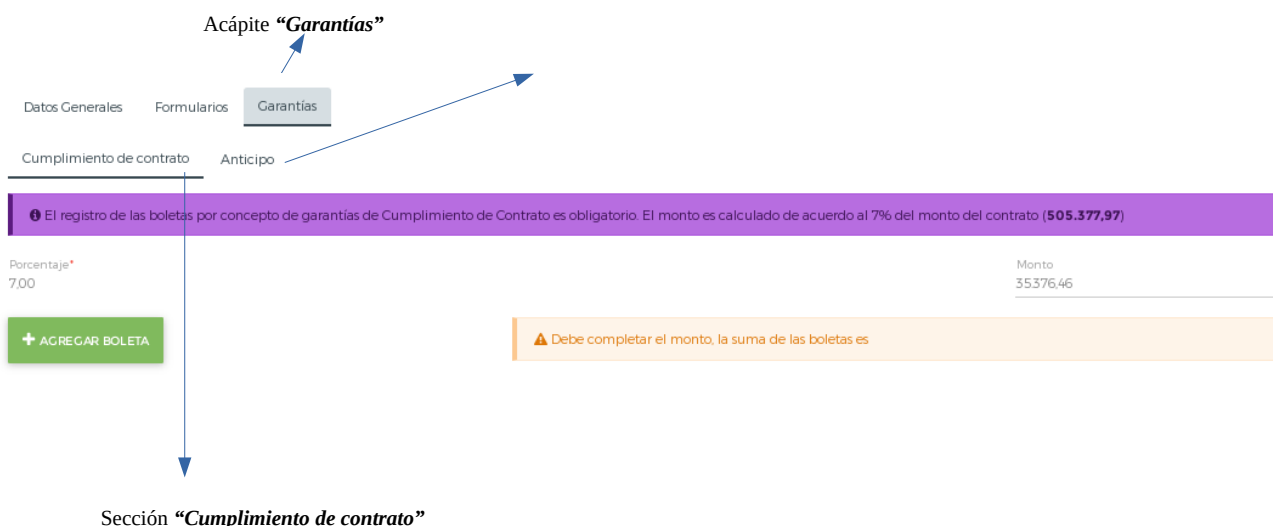 Acápite “Garantías”
Datos Generales Formularios Garantías
Cumplimiento de contrato Anticipo
El registro de las boletas por concepto de garantías de Cumplimiento de Contrato es obligatorio. El monto es calculado de acuerdo al 7% del monto del contrato (505.377,97)
Porcentaje* Monto
7,00 35.376,46
+ AGREGAR BOLETA Debe completar el monto, la suma de las boletas es
Sección “Cumplimiento de contrato”